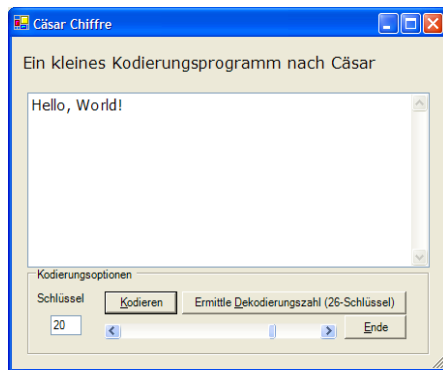 Cäsar Chiffre
Ein kleines Kodierungsprogramm nach Cäsar
Hello, World!
Kodierungsoptionen
Schlüssel
Kodieren
Ermittle Dekodierungszahl (26-Schlüssel)
20
Ende